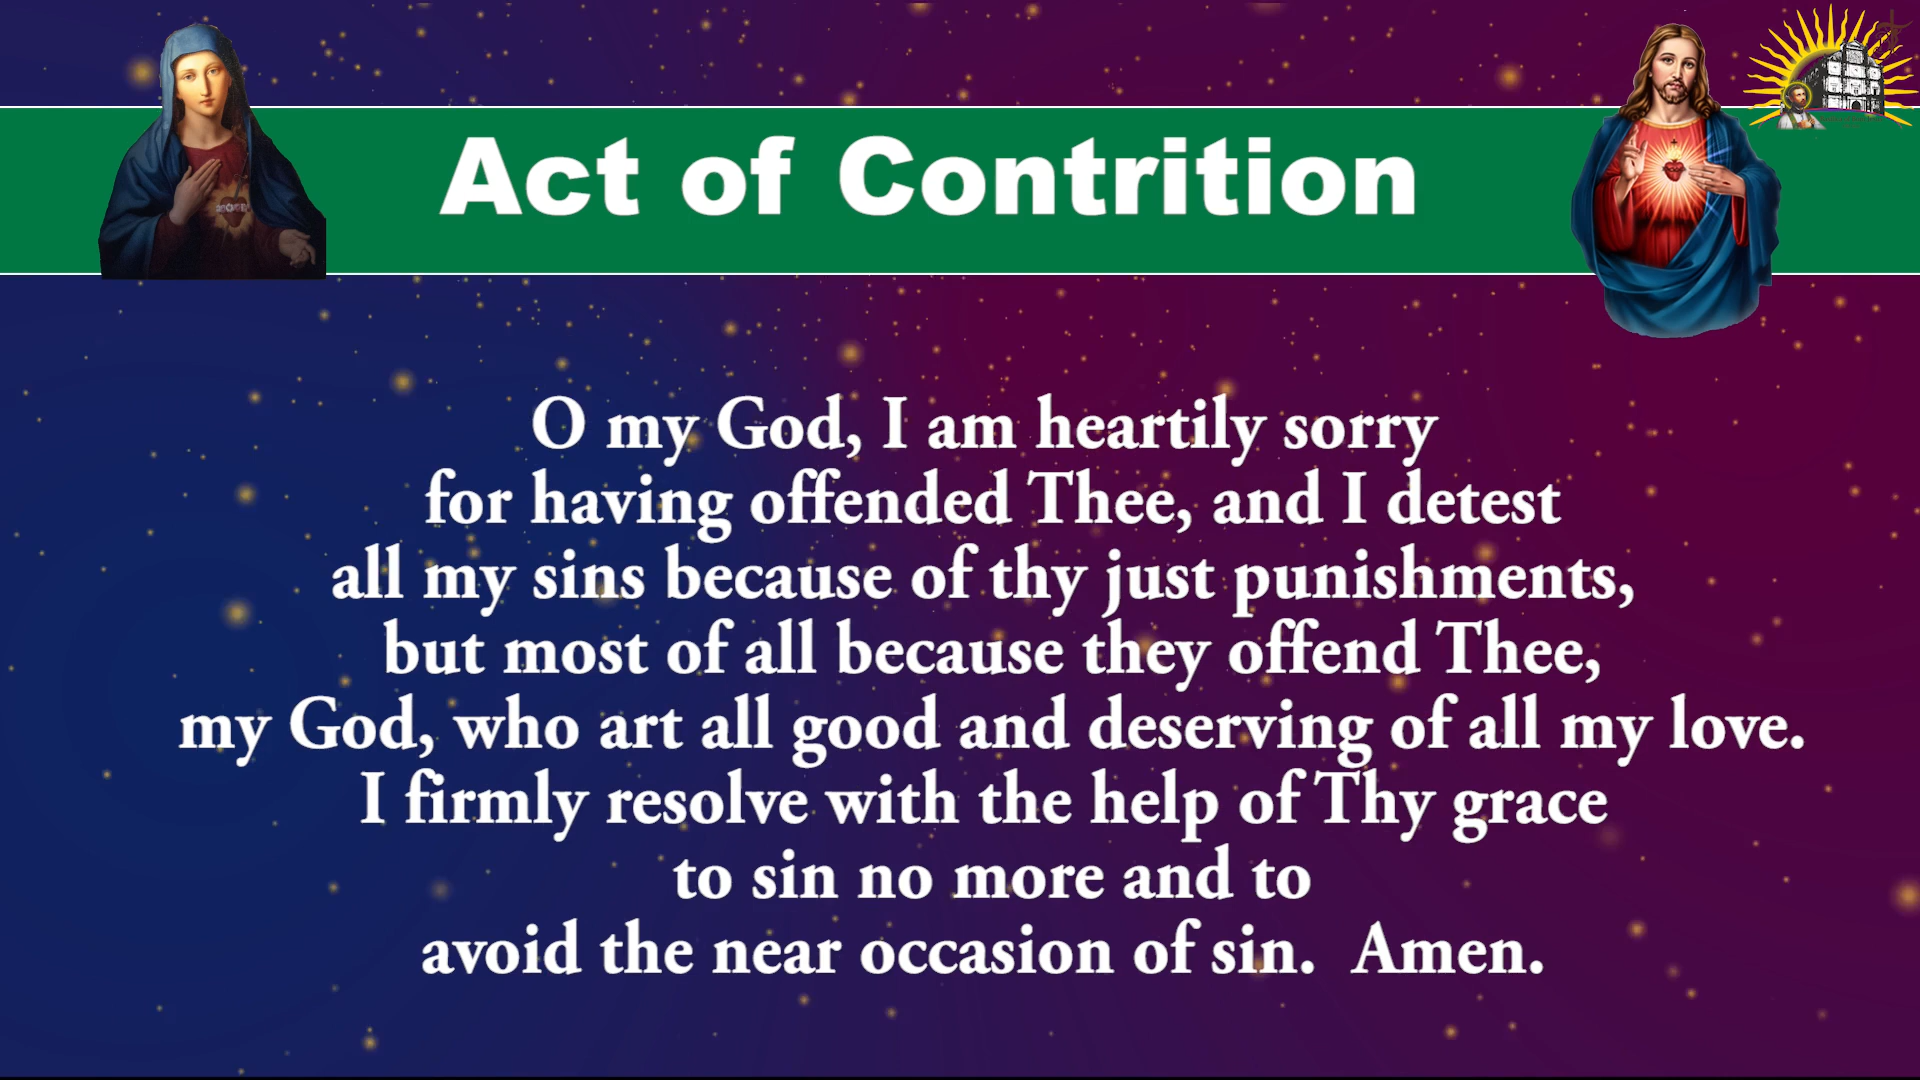 Act of Contrition
O my God, I am heartily sorry
for having offended Thee, and I detest
all my sins because of thy just punishments,
but most of all because they offend Thee,
my God, who art all good and deserving of all my love.
I firmly resolve with the help of Thy grace
to sin no more and to
avoid the near occasion of sin.  Amen.